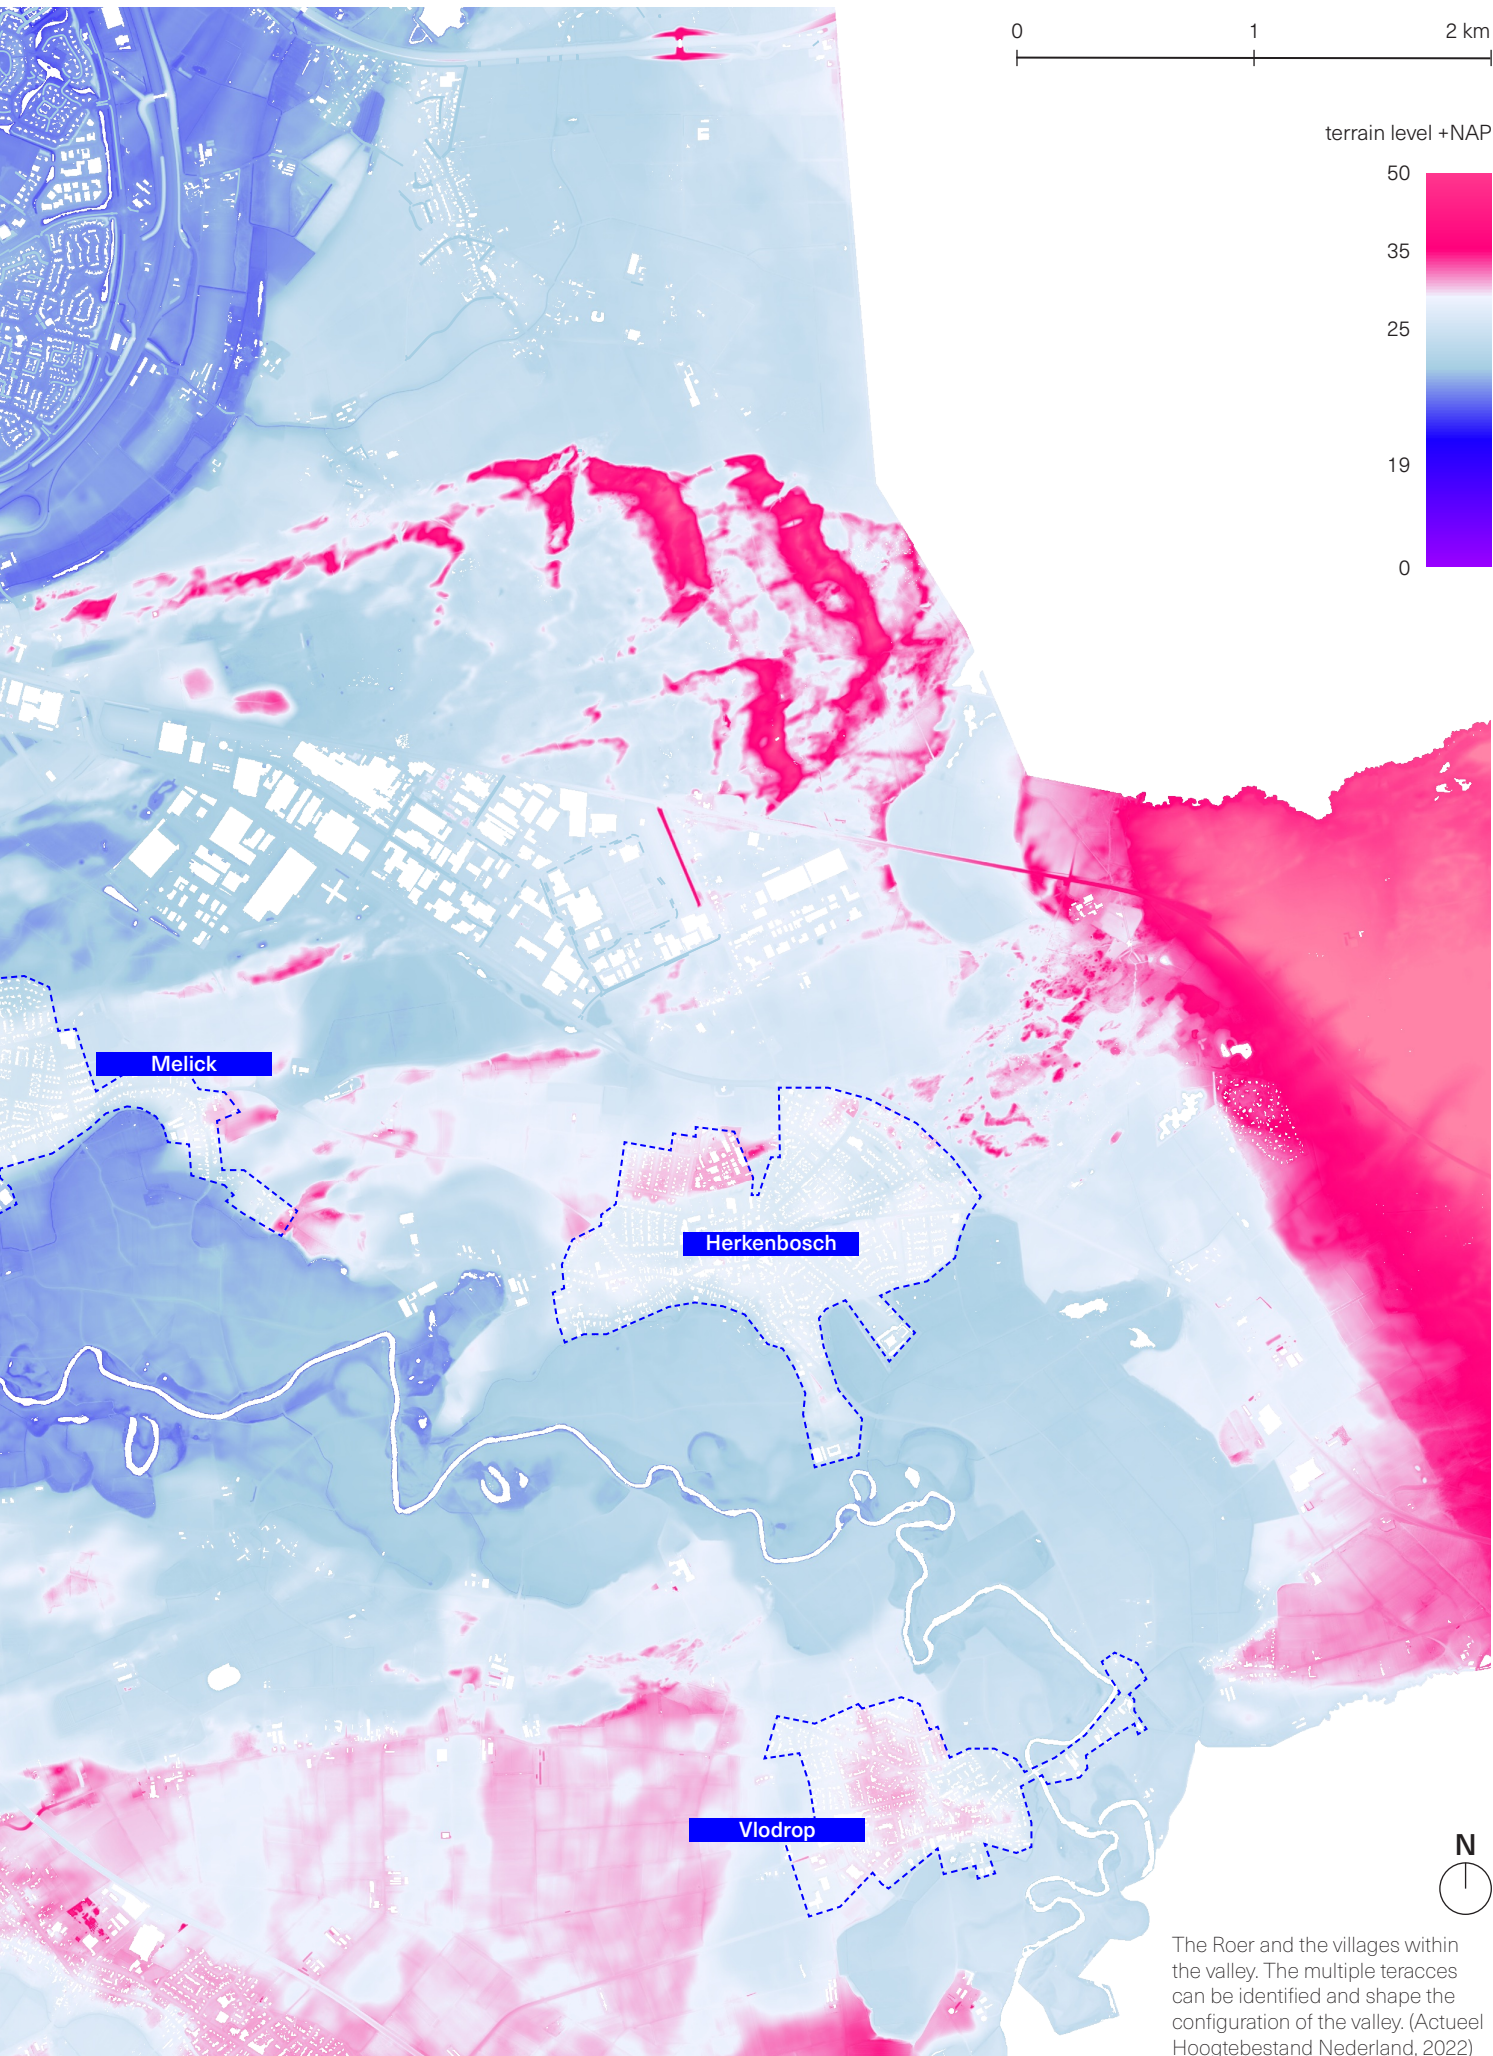 0 1 2 km
terrain level +NAP
50
35
25
19
0
Melick
Herkenbosch
Vlodrop
N
The Roer and the villages within
the valley. The multiple teracces
can be identified and shape the
configuration of the valley. (Actueel
Hoogtebestand Nederland, 2022)